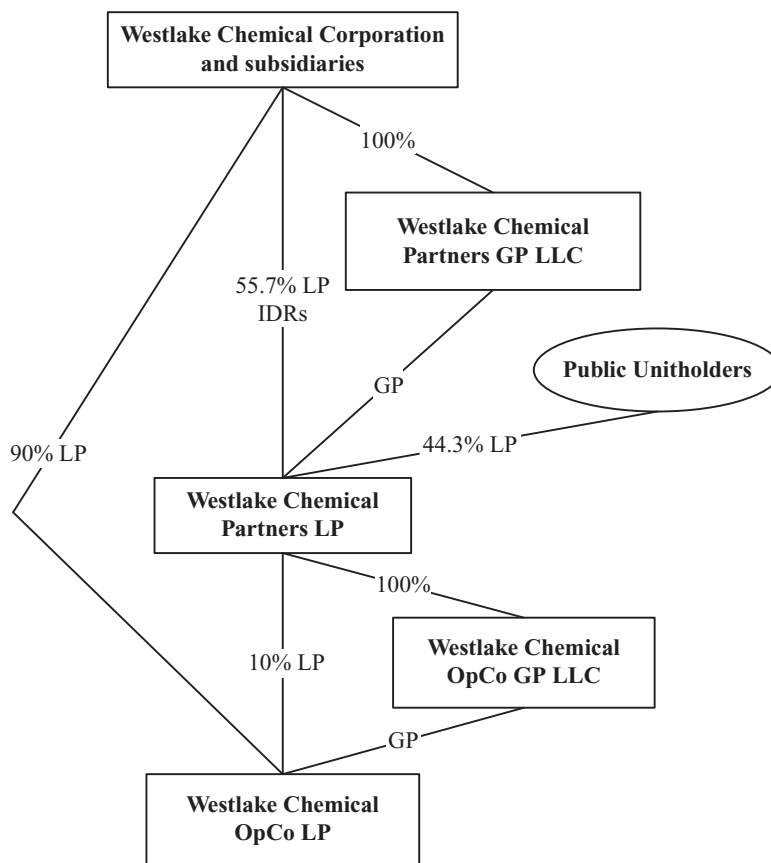 Westlake Chemical Corporation
and subsidiaries
100%
Westlake Chemical
Partners GP LLC
55.7% LP
IDRs
Public Unitholders
GP
44.3% LP
90% LP
Westlake Chemical
Partners LP
100%
Westlake Chemical
OpCo GP LLC
10% LP
GP
Westlake Chemical
OpCo LP